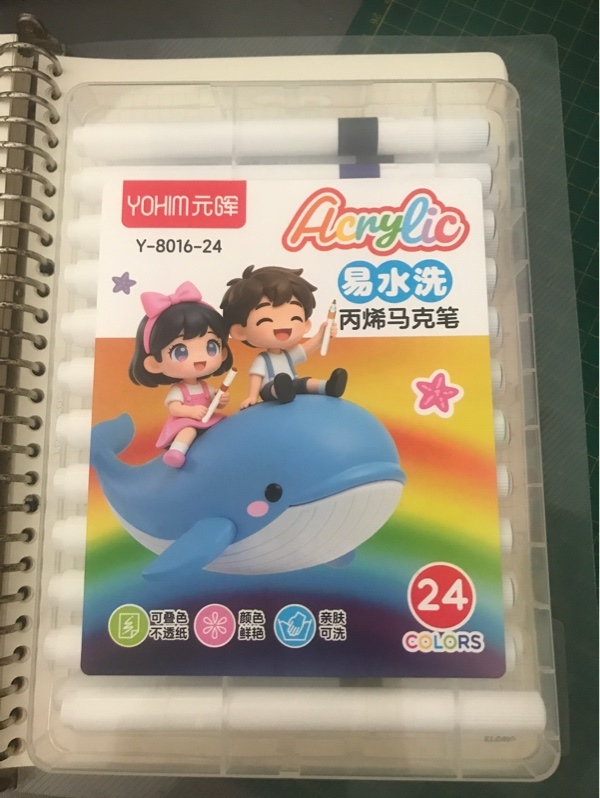 YOHIM元晖
Y-8016-24
Acrylic
易水洗
丙烯马克笔
可叠色
不透纸
颜色
鲜艳
亲肤
可洗
24
COLORS